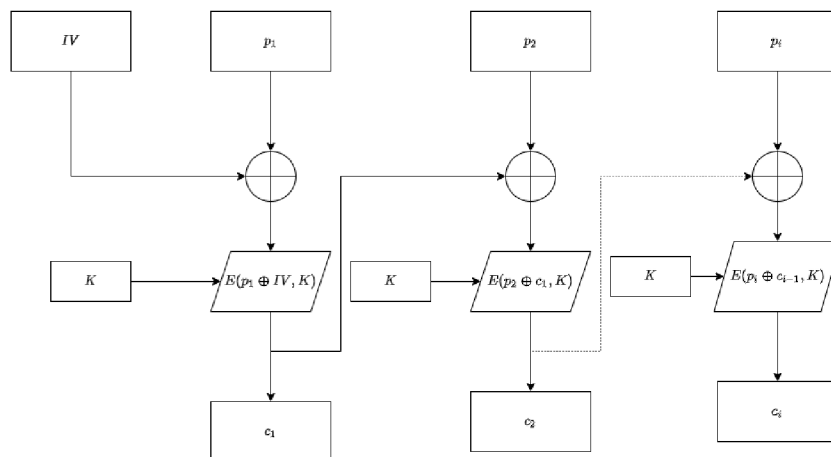 IV
p₁
p₂
pᵢ
K
E(p₁ ⊕ IV, K)
K
E(p₂ ⊕ c₁, K)
K
E(pᵢ ⊕ cᵢ₋₁, K)
c₁
c₂
cᵢ